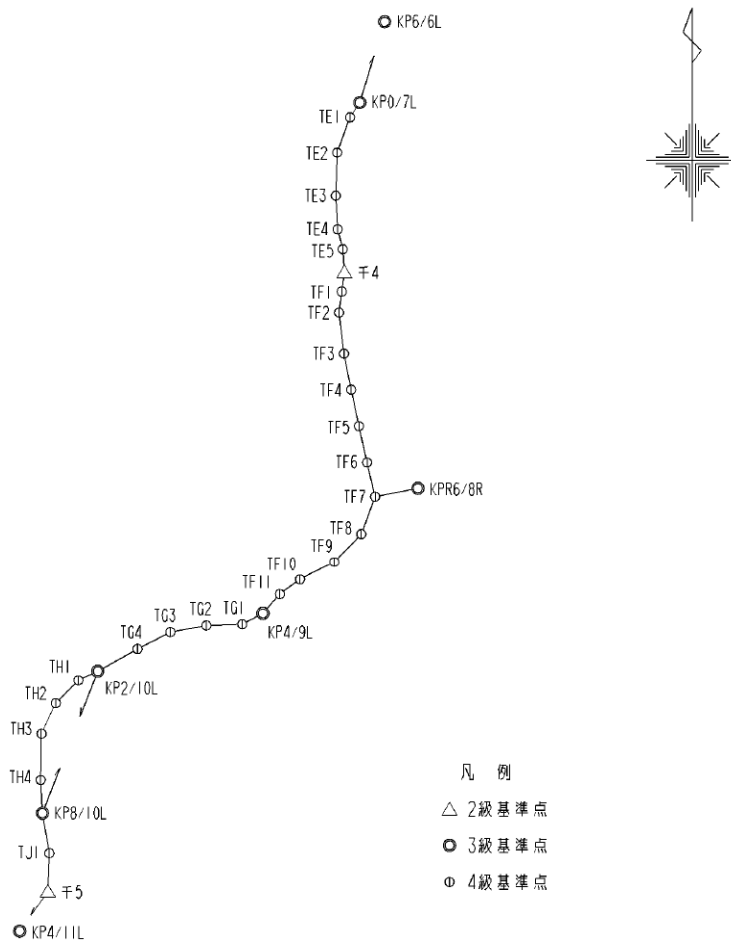 KP6/6L
KP0/7L
TE1
TE2
TE3
TE4
TE5
千4
TF1
TF2
TF3
TF4
TF5
TF6
KPR6/8R
TF7
TF8
TF9
TF10
TF11
TG1
TG2
TG3
KP4/9L
TG4
TH1
KP2/10L
TH2
TH3
凡 例
TH4
2級基準点
KP8/10L
3級基準点
TJ1
4級基準点
千5
KP4/11L